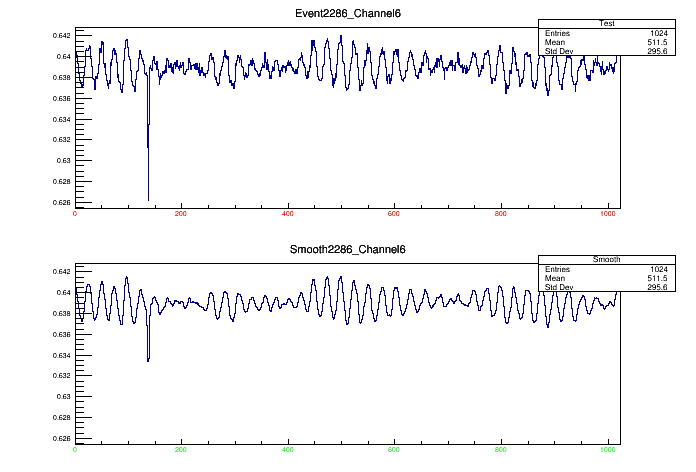 Event2286_Channel6
Test
Entries 1024
Mean 511.5
Std Dev 295.6
0.642
0.64
0.638
0.636
0.634
0.632
0.63
0.628
0.626
0 200 400 600 800 1000
Smooth2286_Channel6
Smooth
Entries 1024
Mean 511.5
Std Dev 295.6
0.642
0.64
0.638
0.636
0.634
0.632
0.63
0.628
0.626
0 200 400 600 800 1000